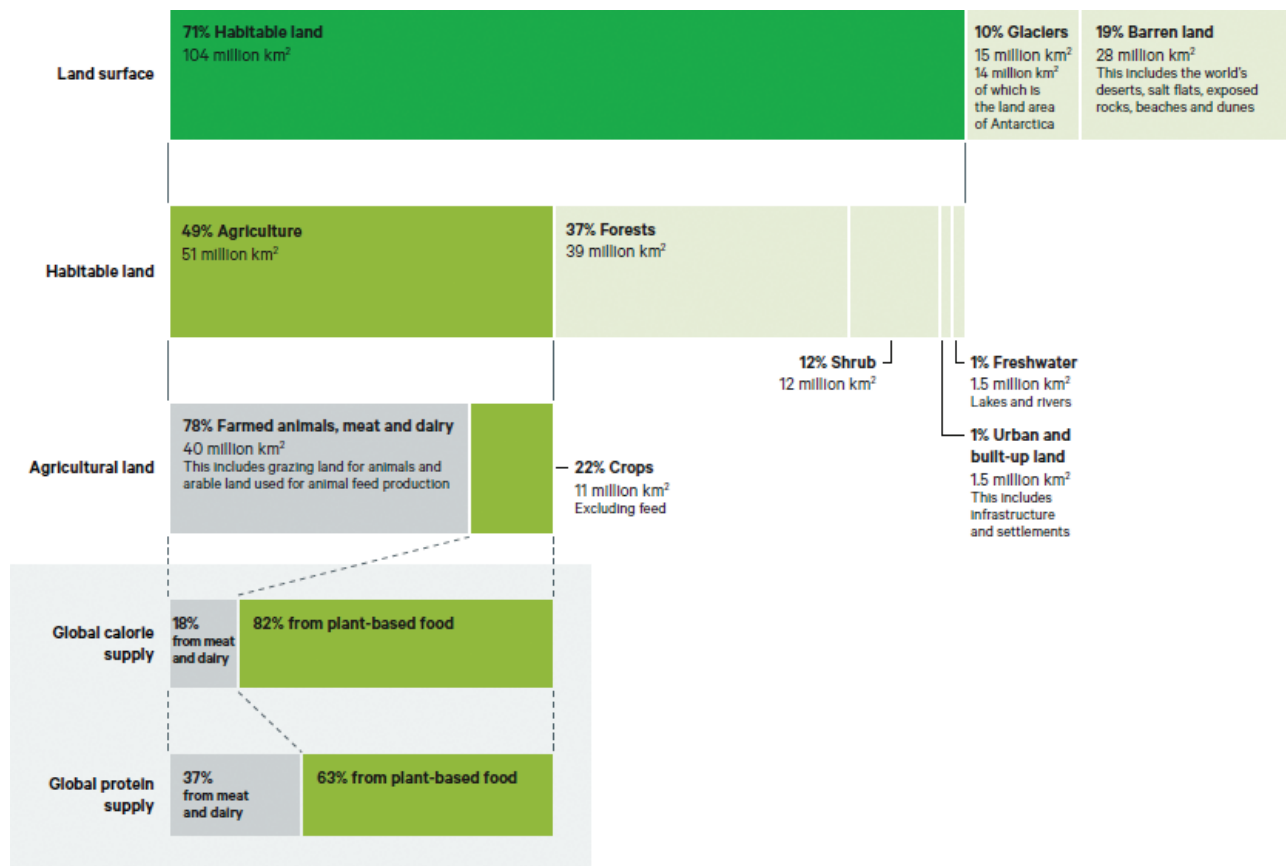 Land surface
71% Habitable land
104 million km²
10% Glaciers
15 million km²
14 million km²
of which is
the land area
of Antarctica
19% Barren land
28 million km²
This includes the world's
deserts, salt flats, exposed
rocks, beaches and dunes
Habitable land
49% Agriculture
51 million km²
37% Forests
39 million km²
12% Shrub
12 million km²
1% Freshwater
1.5 million km²
Lakes and rivers
1% Urban and
built-up land
1.5 million km²
This includes
infrastructure
and settlements
Agricultural land
78% Farmed animals, meat and dairy
40 million km²
This includes grazing land for animals and
arable land used for animal feed production
22% Crops
11 million km²
Excluding feed
Global calorie
supply
18%
from meat
and dairy
82% from plant-based food
Global protein
supply
37%
from meat
and dairy
63% from plant-based food